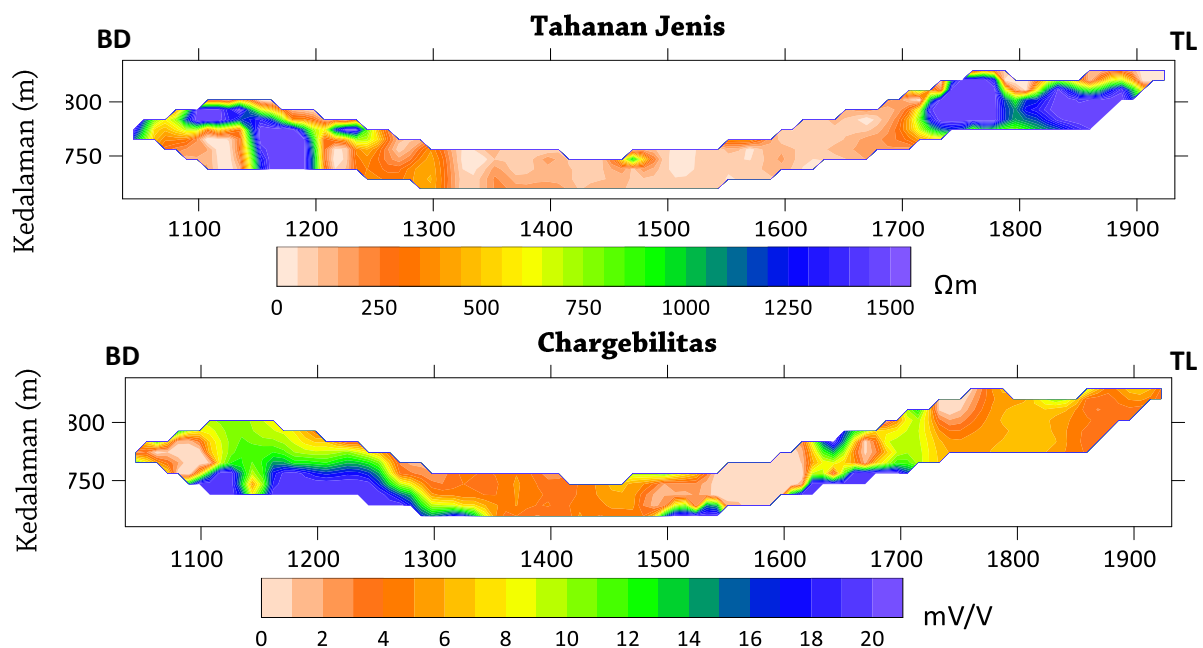 Tahanan Jenis
BD
TL
Kedalaman (m)
300
750
1100 1200 1300 1400 1500 1600 1700 1800 1900
0 250 500 750 1000 1250 1500
Ωm
Chargebilitas
BD
TL
Kedalaman (m)
300
750
1100 1200 1300 1400 1500 1600 1700 1800 1900
0 2 4 6 8 10 12 14 16 18 20
mV/V